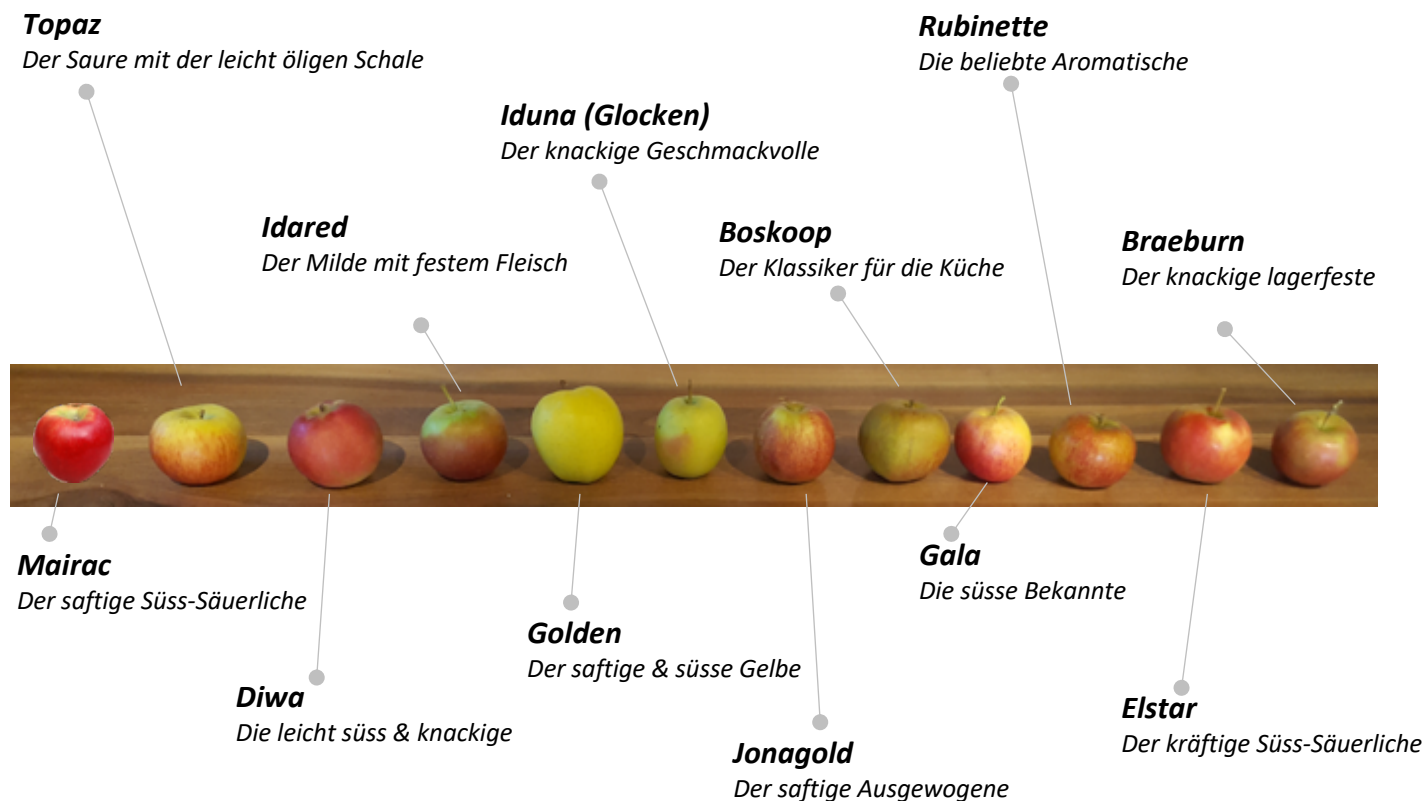 Topaz
Der Saure mit der leicht öligen Schale
Rubinette
Die beliebte Aromatische
Iduna (Glocken)
Der knackige Geschmackvolle
Idared
Der Milde mit festem Fleisch
Boskoop
Der Klassiker für die Küche
Braeburn
Der knackige lagerfeste
Mairac
Der saftige Süss-Säuerliche
Gala
Die süsse Bekannte
Golden
Der saftige & süsse Gelbe
Diwa
Die leicht süss & knackige
Elstar
Der kräftige Süss-Säuerliche
Jonagold
Der saftige Ausgewogene